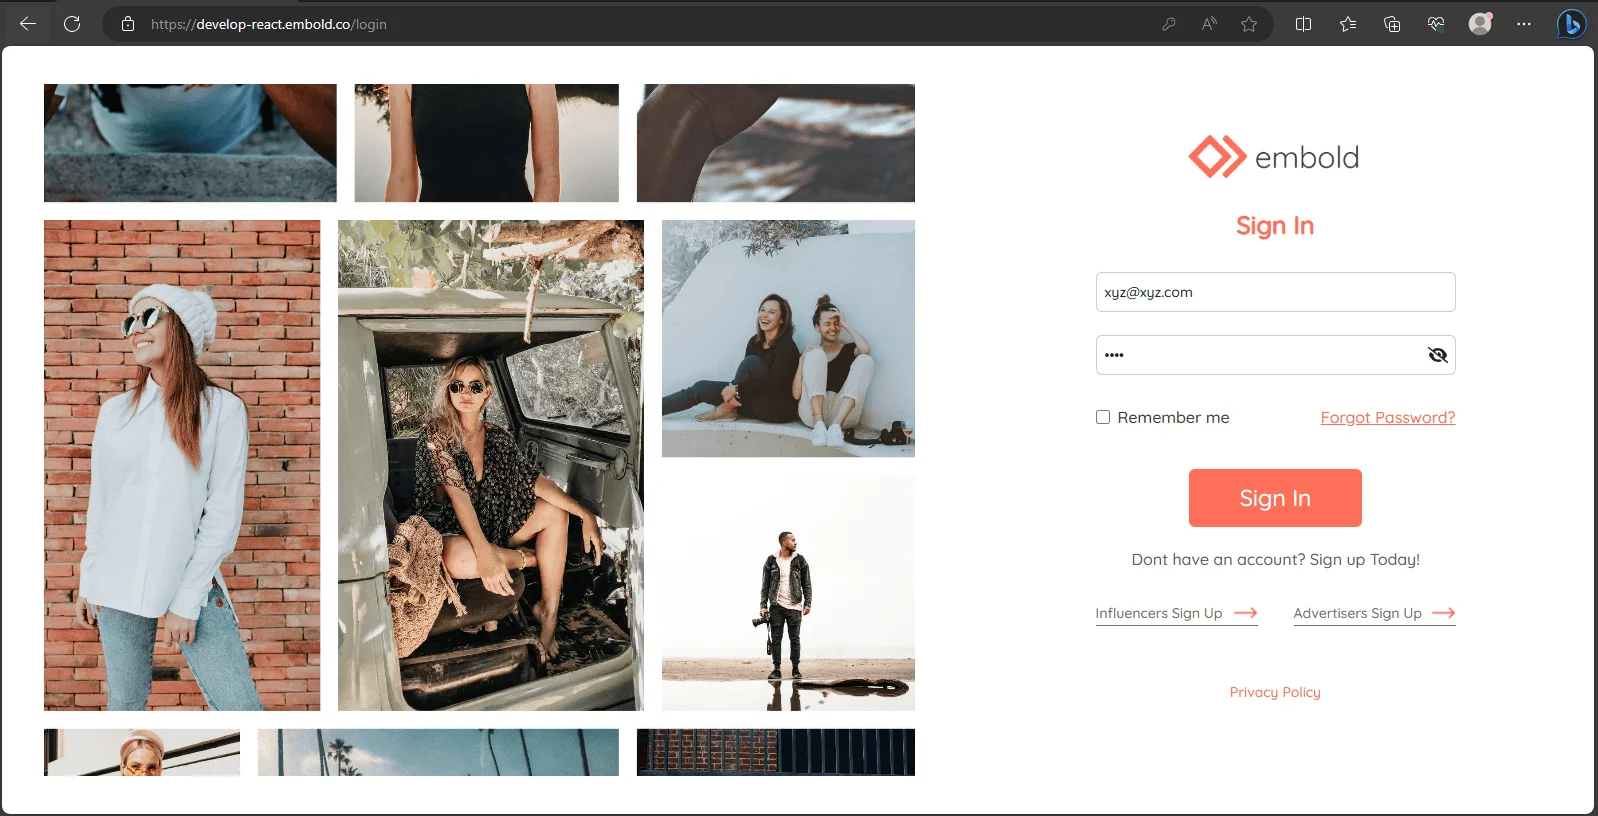 https://develop-react.embold.co/login
embold
Sign In
xyz@xyz.com
••••
Remember me
Forgot Password?
Sign In
Dont have an account? Sign up Today!
Influencers Sign Up
Advertisers Sign Up
Privacy Policy